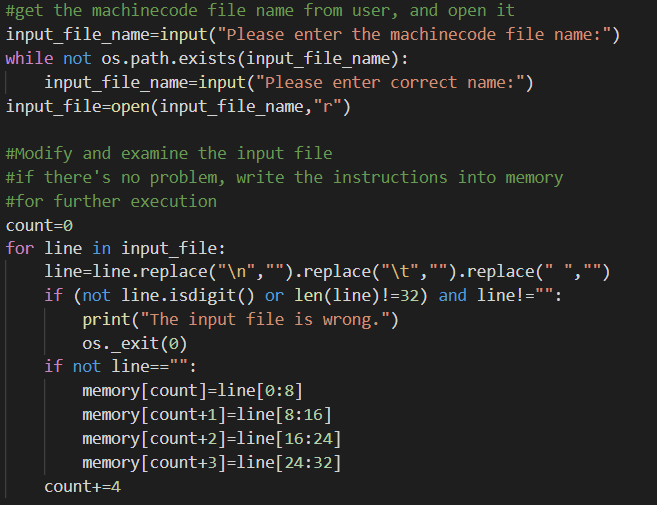 #get the machinecode file name from user, and open it
input_file_name=input("Please enter the machinecode file name:")
while not os.path.exists(input_file_name):
    input_file_name=input("Please enter correct name:")
input_file=open(input_file_name,"r")

#Modify and examine the input file
#if there's no problem, write the instructions into memory
#for further execution
count=0
for line in input_file:
    line=line.replace("\n","").replace("\t","").replace(" ","")
    if (not line.isdigit() or len(line)!=32) and line!="":
        print("The input file is wrong.")
        os._exit(0)
    if not line=="":
        memory[count]=line[0:8]
        memory[count+1]=line[8:16]
        memory[count+2]=line[16:24]
        memory[count+3]=line[24:32]
    count+=4